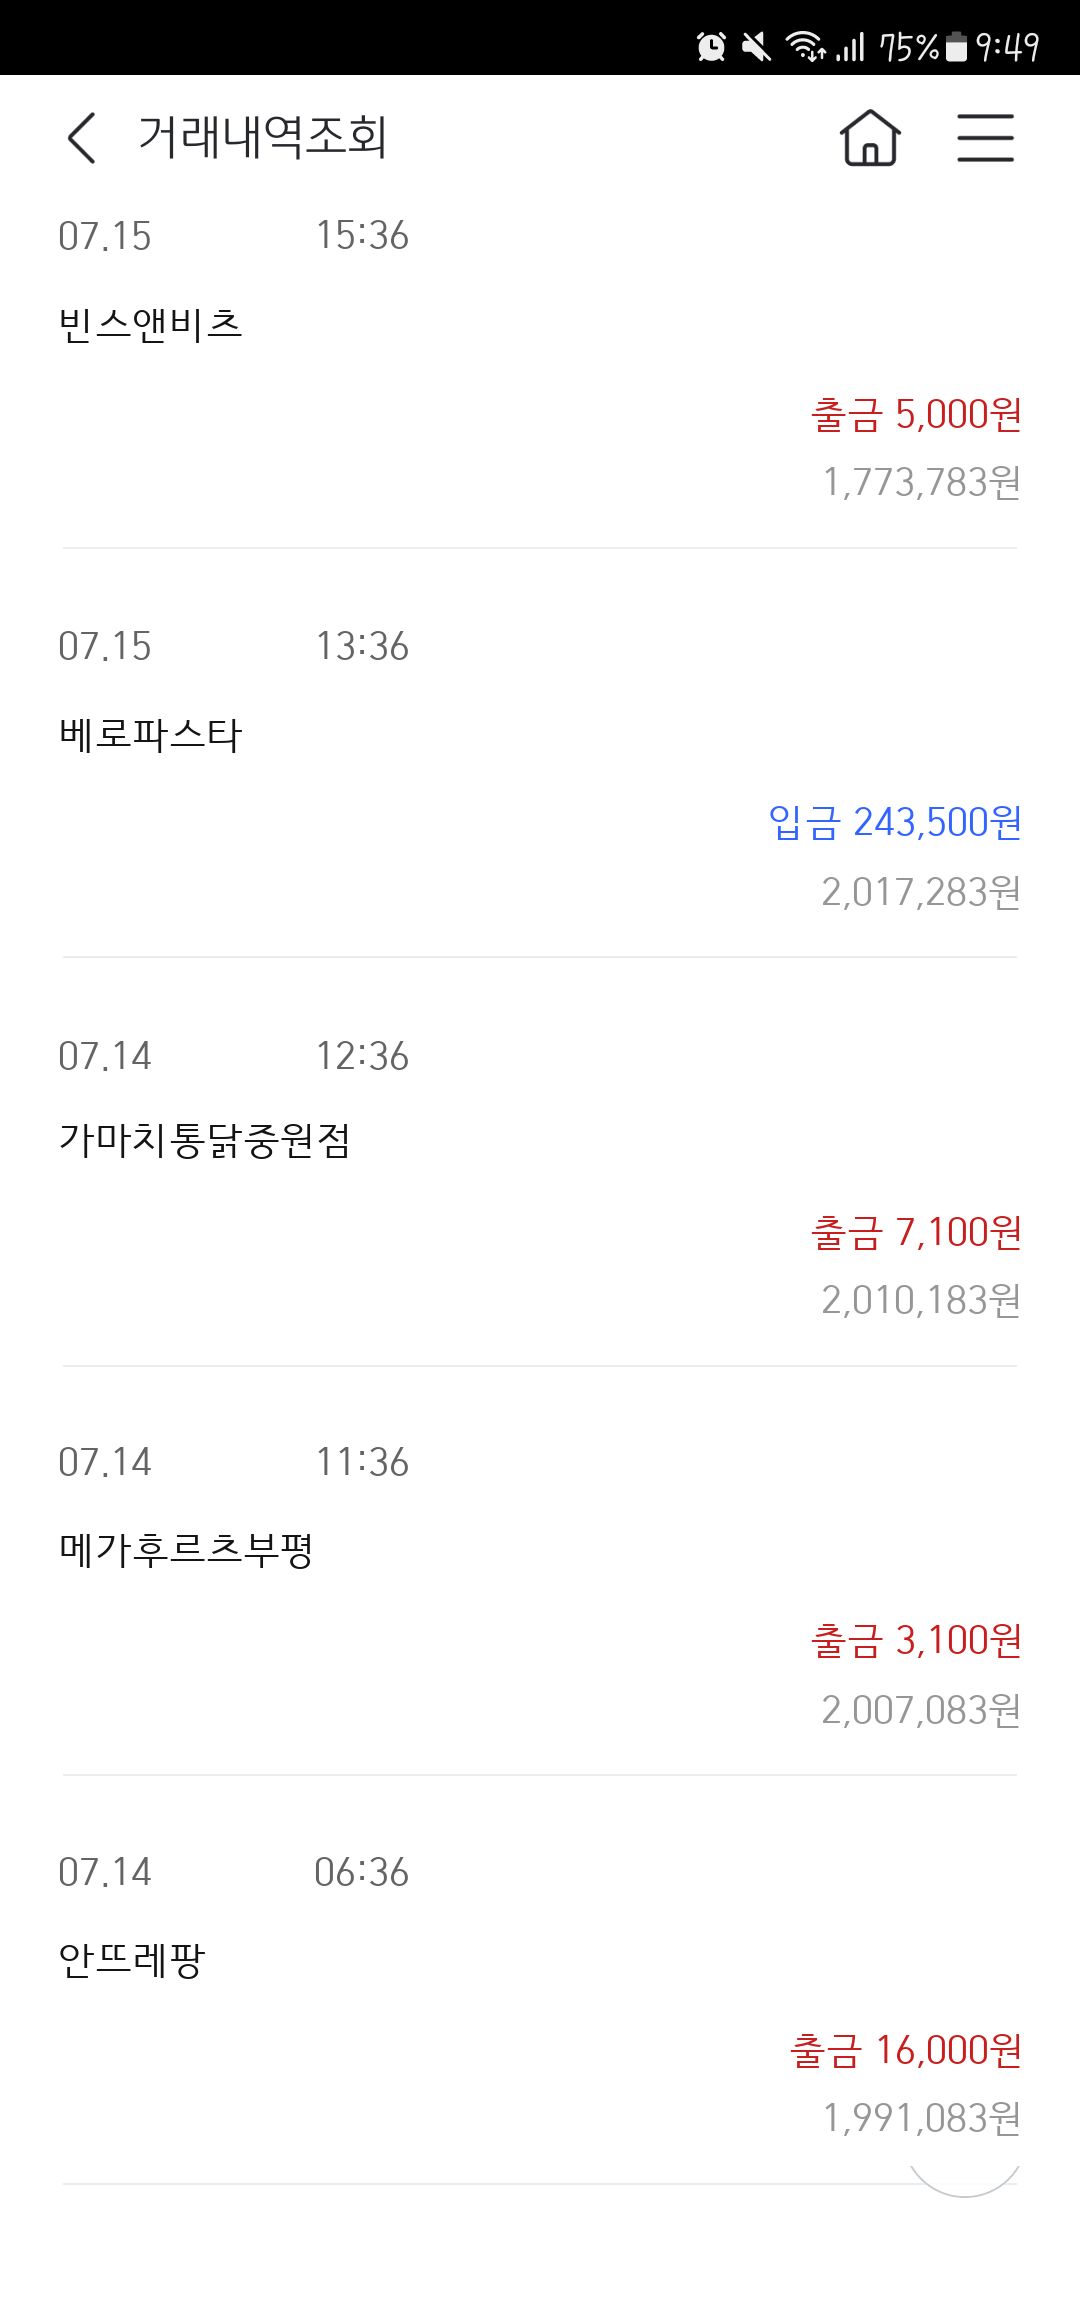 75% 9:49
거래내역조회
07.15 15:36
빈스앤비츠
출금 5,000원
1,773,783원
07.15 13:36
베로파스타
입금 243,500원
2,017,283원
07.14 12:36
가마치통닭중원점
출금 7,100원
2,010,183원
07.14 11:36
메가후르츠부평
출금 3,100원
2,007,083원
07.14 06:36
안뜨레팡
출금 16,000원
1,991,083원